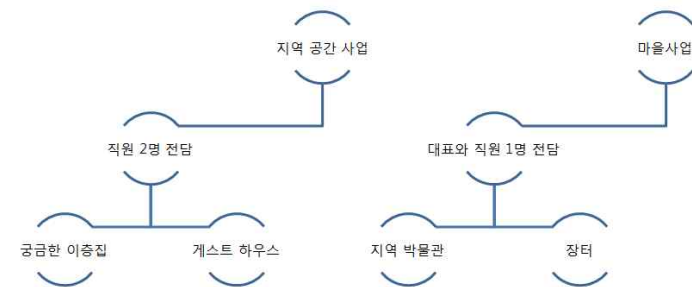 지역 공간 사업
마을사업
직원 2명 전담
대표와 직원 1명 전담
궁금한 이층집
게스트 하우스
지역 박물관
장터